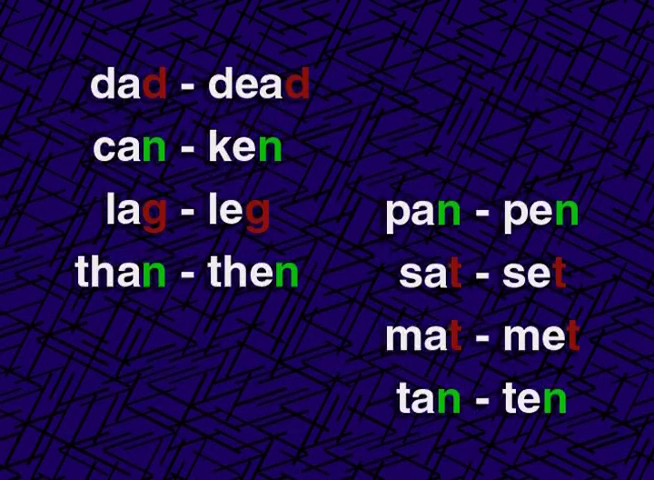 dad - dead
can - ken
lag - leg
than - then
pan - pen
sat - set
mat - met
tan - ten